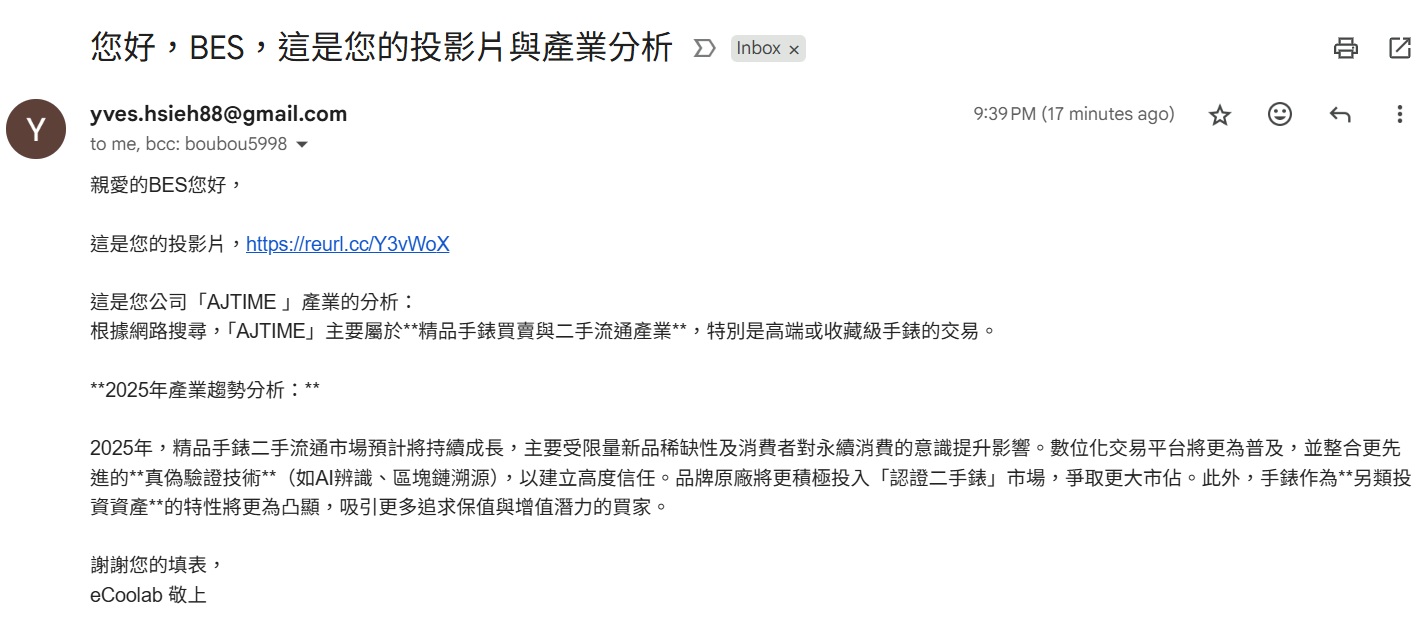 您好，BES，這是您的投影片與產業分析
Inbox ×
Y
yves.hsieh88@gmail.com
9:39 PM (17 minutes ago)
to me, bcc: boubou5998
親愛的BES您好，
這是您的投影片，https://reurl.cc/Y3vWoX
這是您公司「AJTIME 」產業的分析：
根據網路搜尋，「AJTIME」主要屬於**精品手錶買賣與二手流通產業**，特別是高端或收藏級手錶的交易。
**2025年產業趨勢分析：**
2025年，精品手錶二手流通市場預計將持續成長，主要受限量新品稀缺性及消費者對永續消費的意識提升影響。數位化交易平台將更為普及，並整合更先
進的**真偽驗證技術**（如AI辨識、區塊鏈溯源），以建立高度信任。品牌原廠將更積極投入「認證二手錶」市場，爭取更大市佔。此外，手錶作為**另類投
資資產**的特性將更為凸顯，吸引更多追求保值與增值潛力的買家。
謝謝您的填表，
eCoolab 敬上